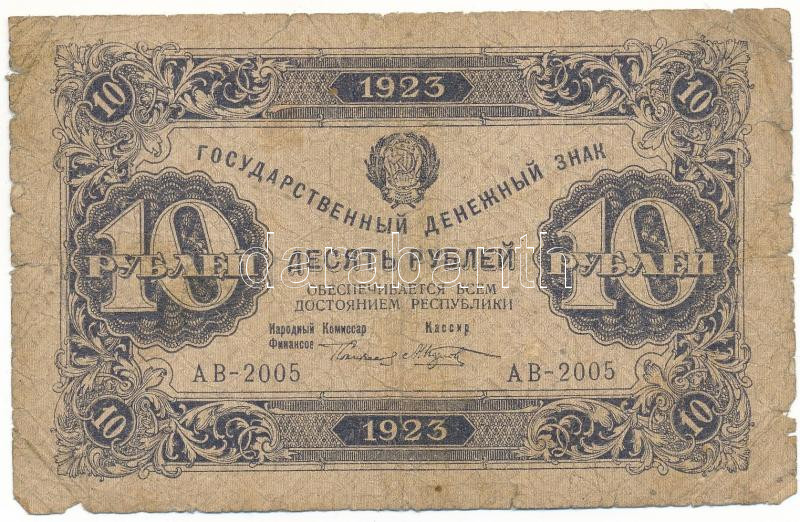 1923
10 10
ГОСУДАРСТВЕННЫЙ ДЕНЕЖНЫЙ ЗНАК
10 РУБЛЕЙ
ДЕСЯТЬ РУБЛЕЙ
10 РУБЛЕЙ
darabanth
ОБЕСПЕЧИВАЕТСЯ ВСЕМ
ДОСТОЯНИЕМ РЕСПУБЛИКИ
Народный Комиссар
Финансов
Кассир
АВ-2005 АВ-2005
10 10
1923